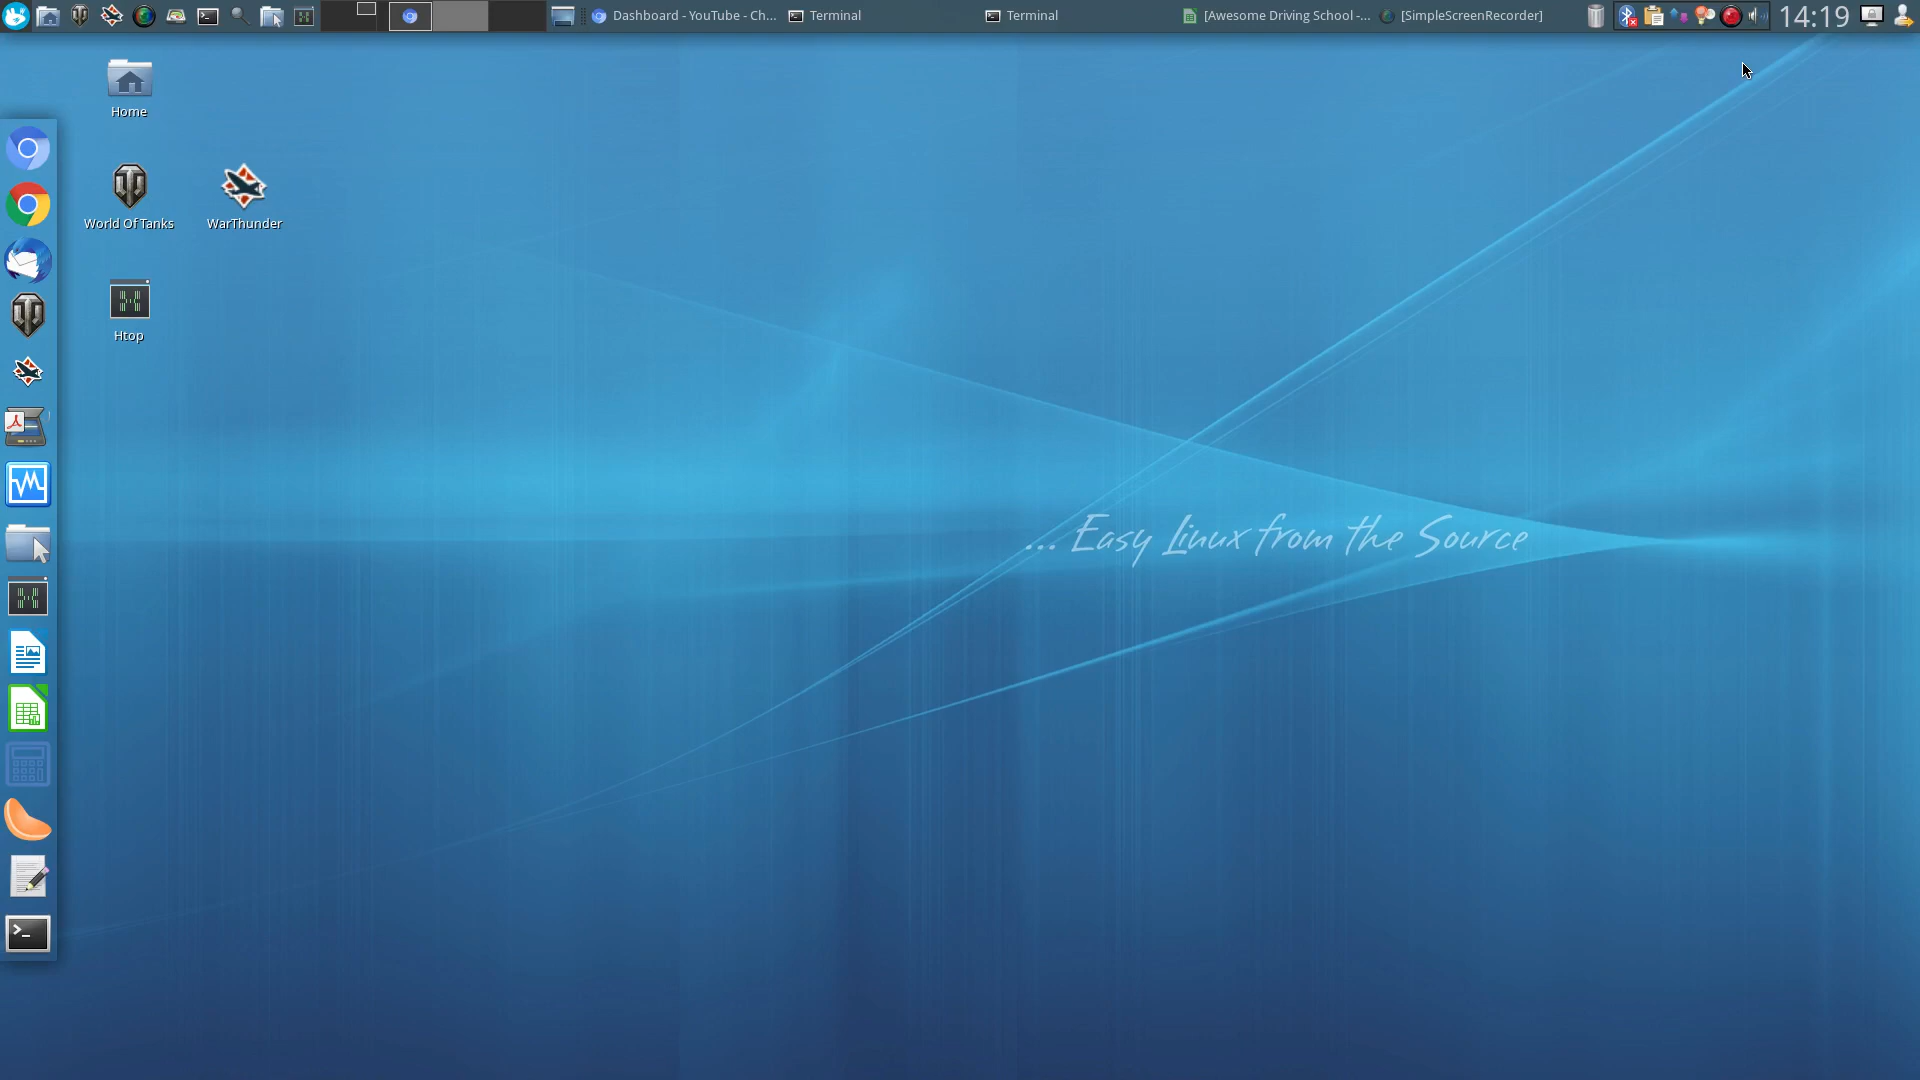 Dashboard - YouTube - Ch... Terminal Terminal [Awesome Driving School -... [SimpleScreenRecorder] 14:19
Home
World Of Tanks WarThunder
Htop
... Easy Linux from the Source